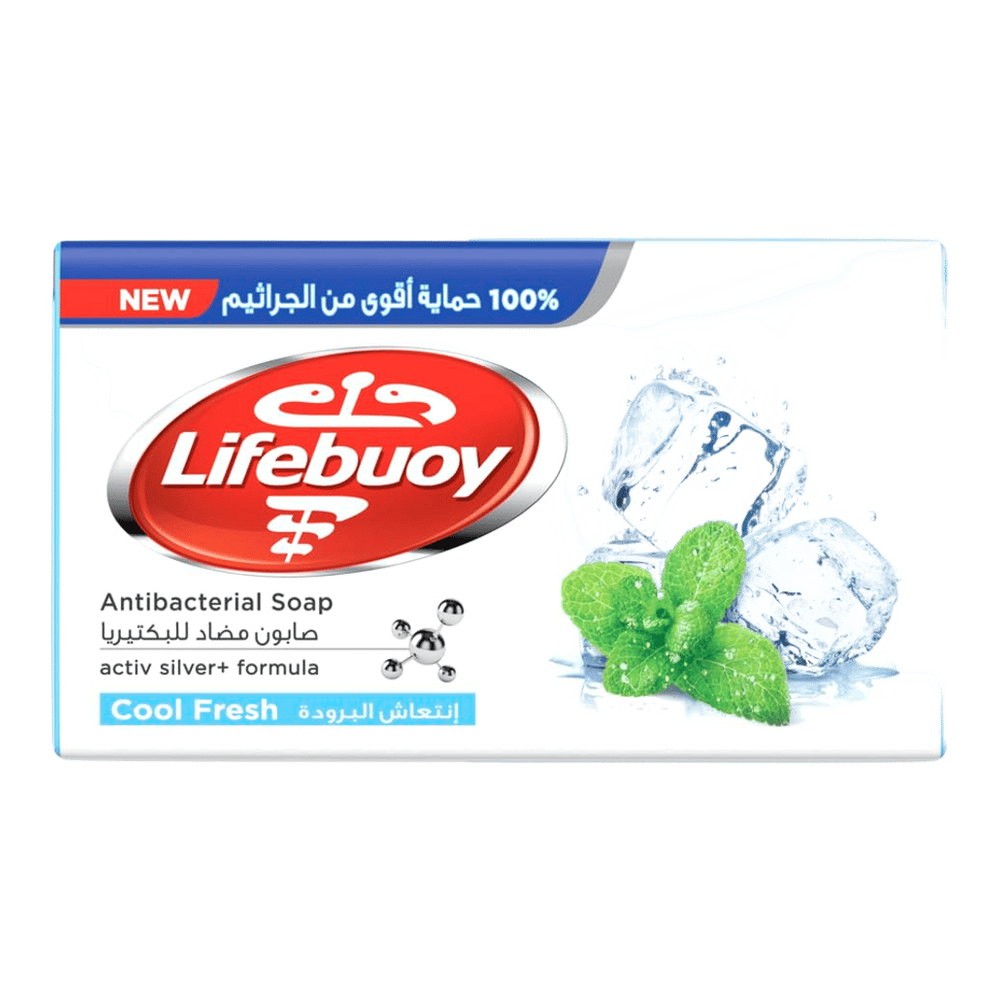 NEW 100% حماية أقوى من الجراثيم
Lifebuoy
Antibacterial Soap
صابون مضاد للبكتيريا
activ silver+ formula
Cool Fresh إنتعاش البرودة